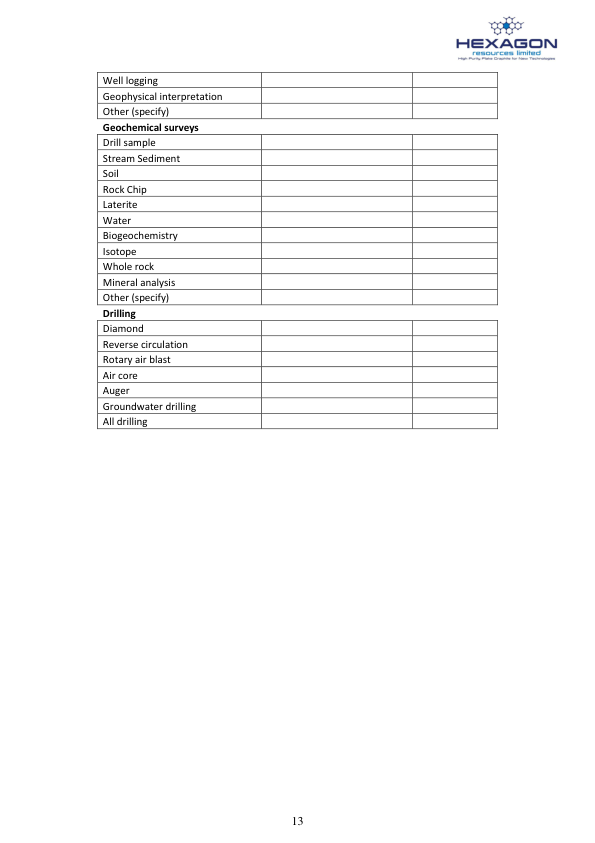 HEXAGON
resources limited
High Purity Flake Graphite for New Technologies
Well logging
Geophysical interpretation
Other (specify)
Geochemical surveys
Drill sample
Stream Sediment
Soil
Rock Chip
Laterite
Water
Biogeochemistry
Isotope
Whole rock
Mineral analysis
Other (specify)
Drilling
Diamond
Reverse circulation
Rotary air blast
Air core
Auger
Groundwater drilling
All drilling
13